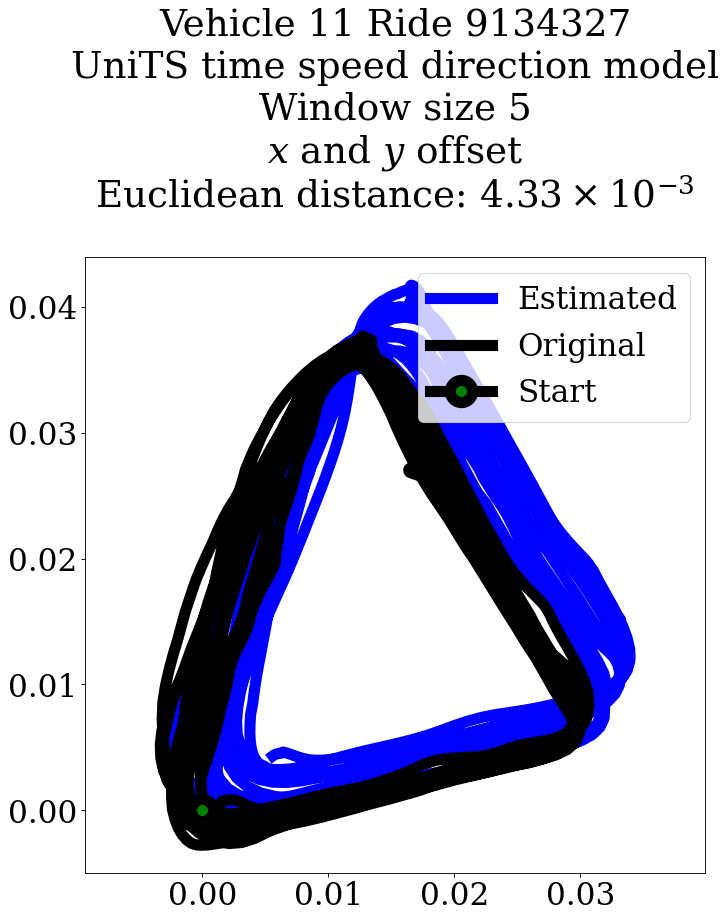 Vehicle 11 Ride 9134327
UniTS time speed direction model
Window size 5
x and y offset
Euclidean distance: 4.33 × 10⁻³
Estimated
Original
Start
0.04
0.03
0.02
0.01
0.00
0.00 0.01 0.02 0.03